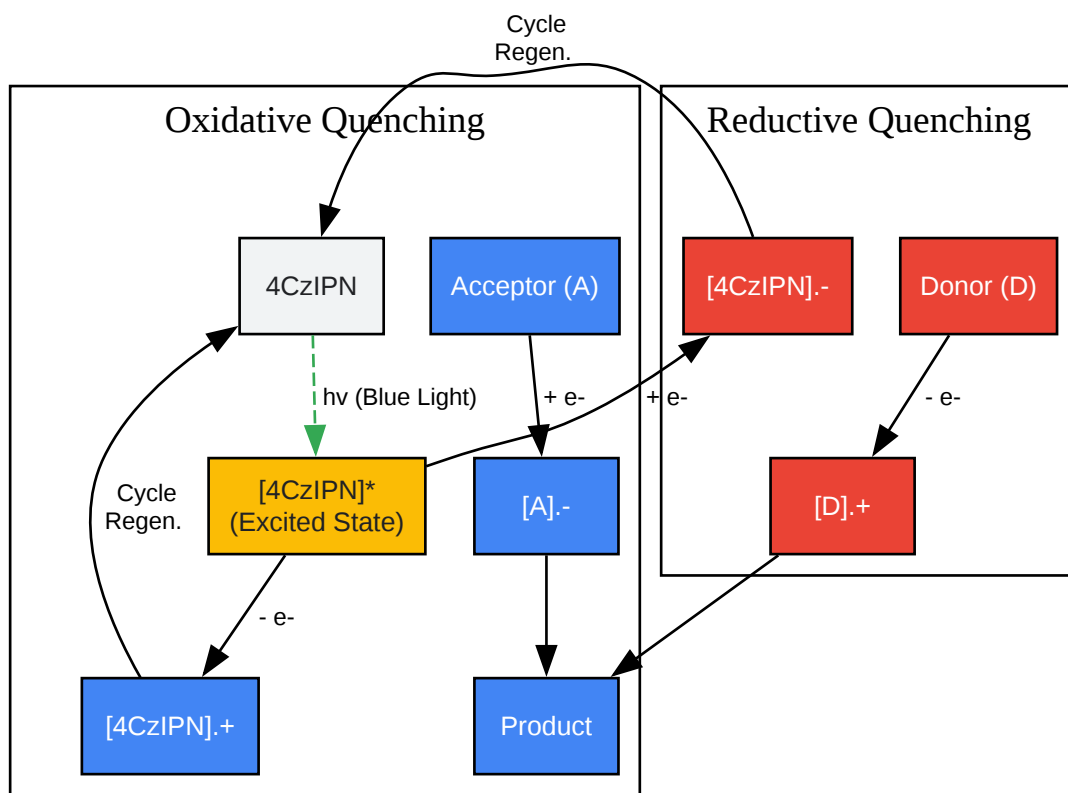 Cycle
Regen.
Oxidative Quenching
Reductive Quenching
4CzIPN
Acceptor (A)
[4CzIPN].-
Donor (D)
hv (Blue Light)
+ e-
+ e-
- e-
Cycle
Regen.
[4CzIPN]*
(Excited State)
[A].-
[D].+
- e-
[4CzIPN].+
Product